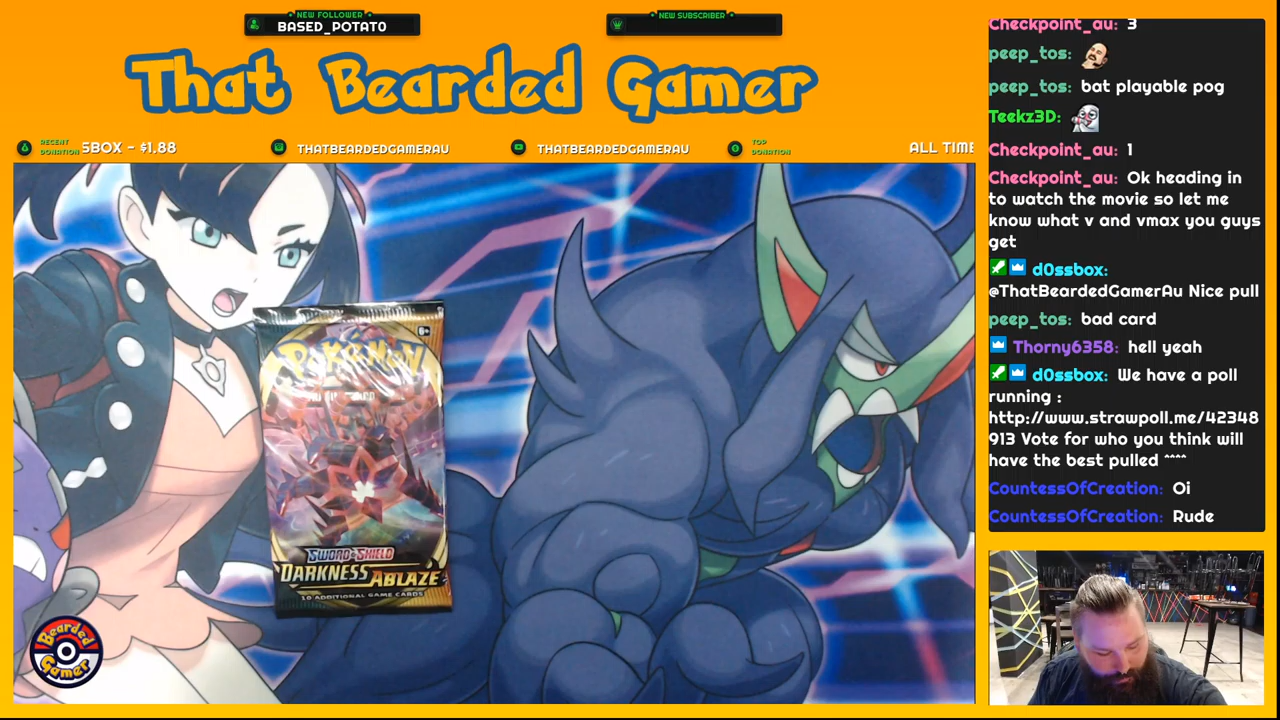 NEW FOLLOWER
BASED_POTAT0
NEW SUBSCRIBER
That Bearded Gamer
RECENT DONATION
5BOX - $1.88
THATBEARDEDGAMERAU
THATBEARDEDGAMERAU
TOP DONATION
ALL TIME
POKéMON
SWORD & SHIELD
DARKNESS ABLAZE
10 ADDITIONAL GAME CARDS
6+
Bearded
Gamer
Checkpoint_au: 3
peep_tos:
peep_tos: bat playable pog
Teekz3D:
Checkpoint_au: 1
Checkpoint_au: Ok heading in
to watch the movie so let me
know what v and vmax you guys
get
d0ssbox:
@ThatBeardedGamerAu Nice pull
peep_tos: bad card
Thorny6358: hell yeah
d0ssbox: We have a poll
running :
http://www.strawpoll.me/42348
913 Vote for who you think will
have the best pulled ^^^^
CountessOfCreation: Oi
CountessOfCreation: Rude